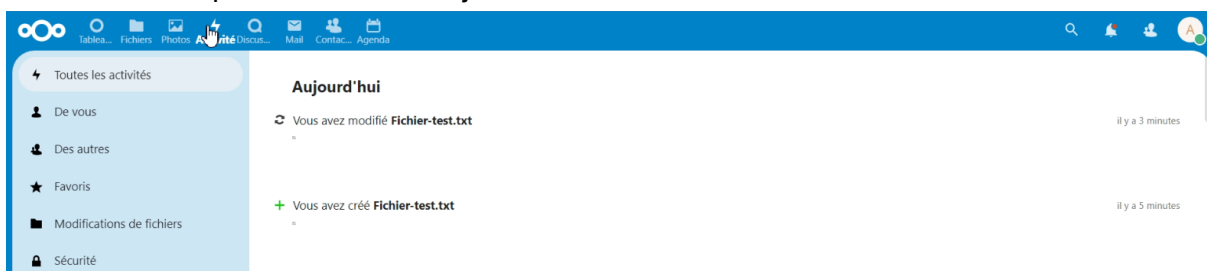 Tablea... Fichiers Photos Activité Discus... Mail Contac... Agenda
A
Toutes les activités
De vous
Des autres
Favoris
Modifications de fichiers
Sécurité
Aujourd'hui
Vous avez modifié Fichier-test.txt
il y a 3 minutes
Vous avez créé Fichier-test.txt
il y a 5 minutes